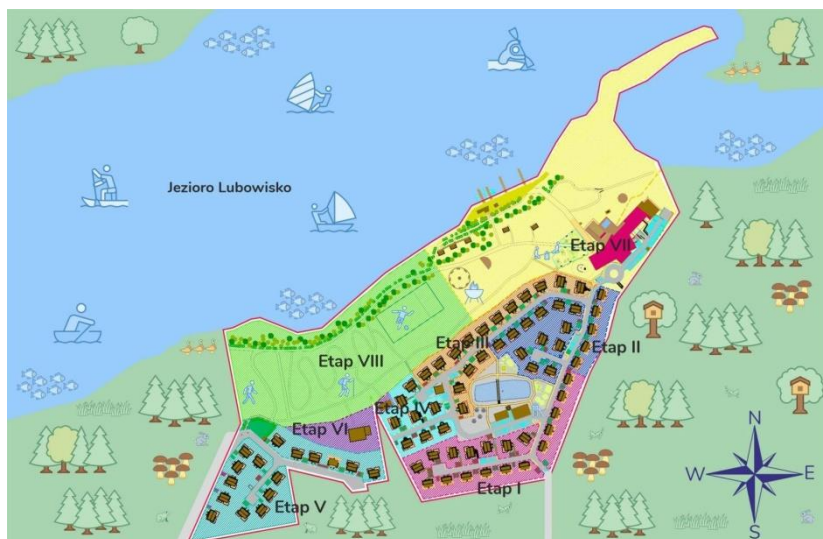 Jezioro Lubowisko
Etap VII
Etap III
Etap II
Etap VIII
Etap IV
Etap VI
Etap I
Etap V
N
W
E
S